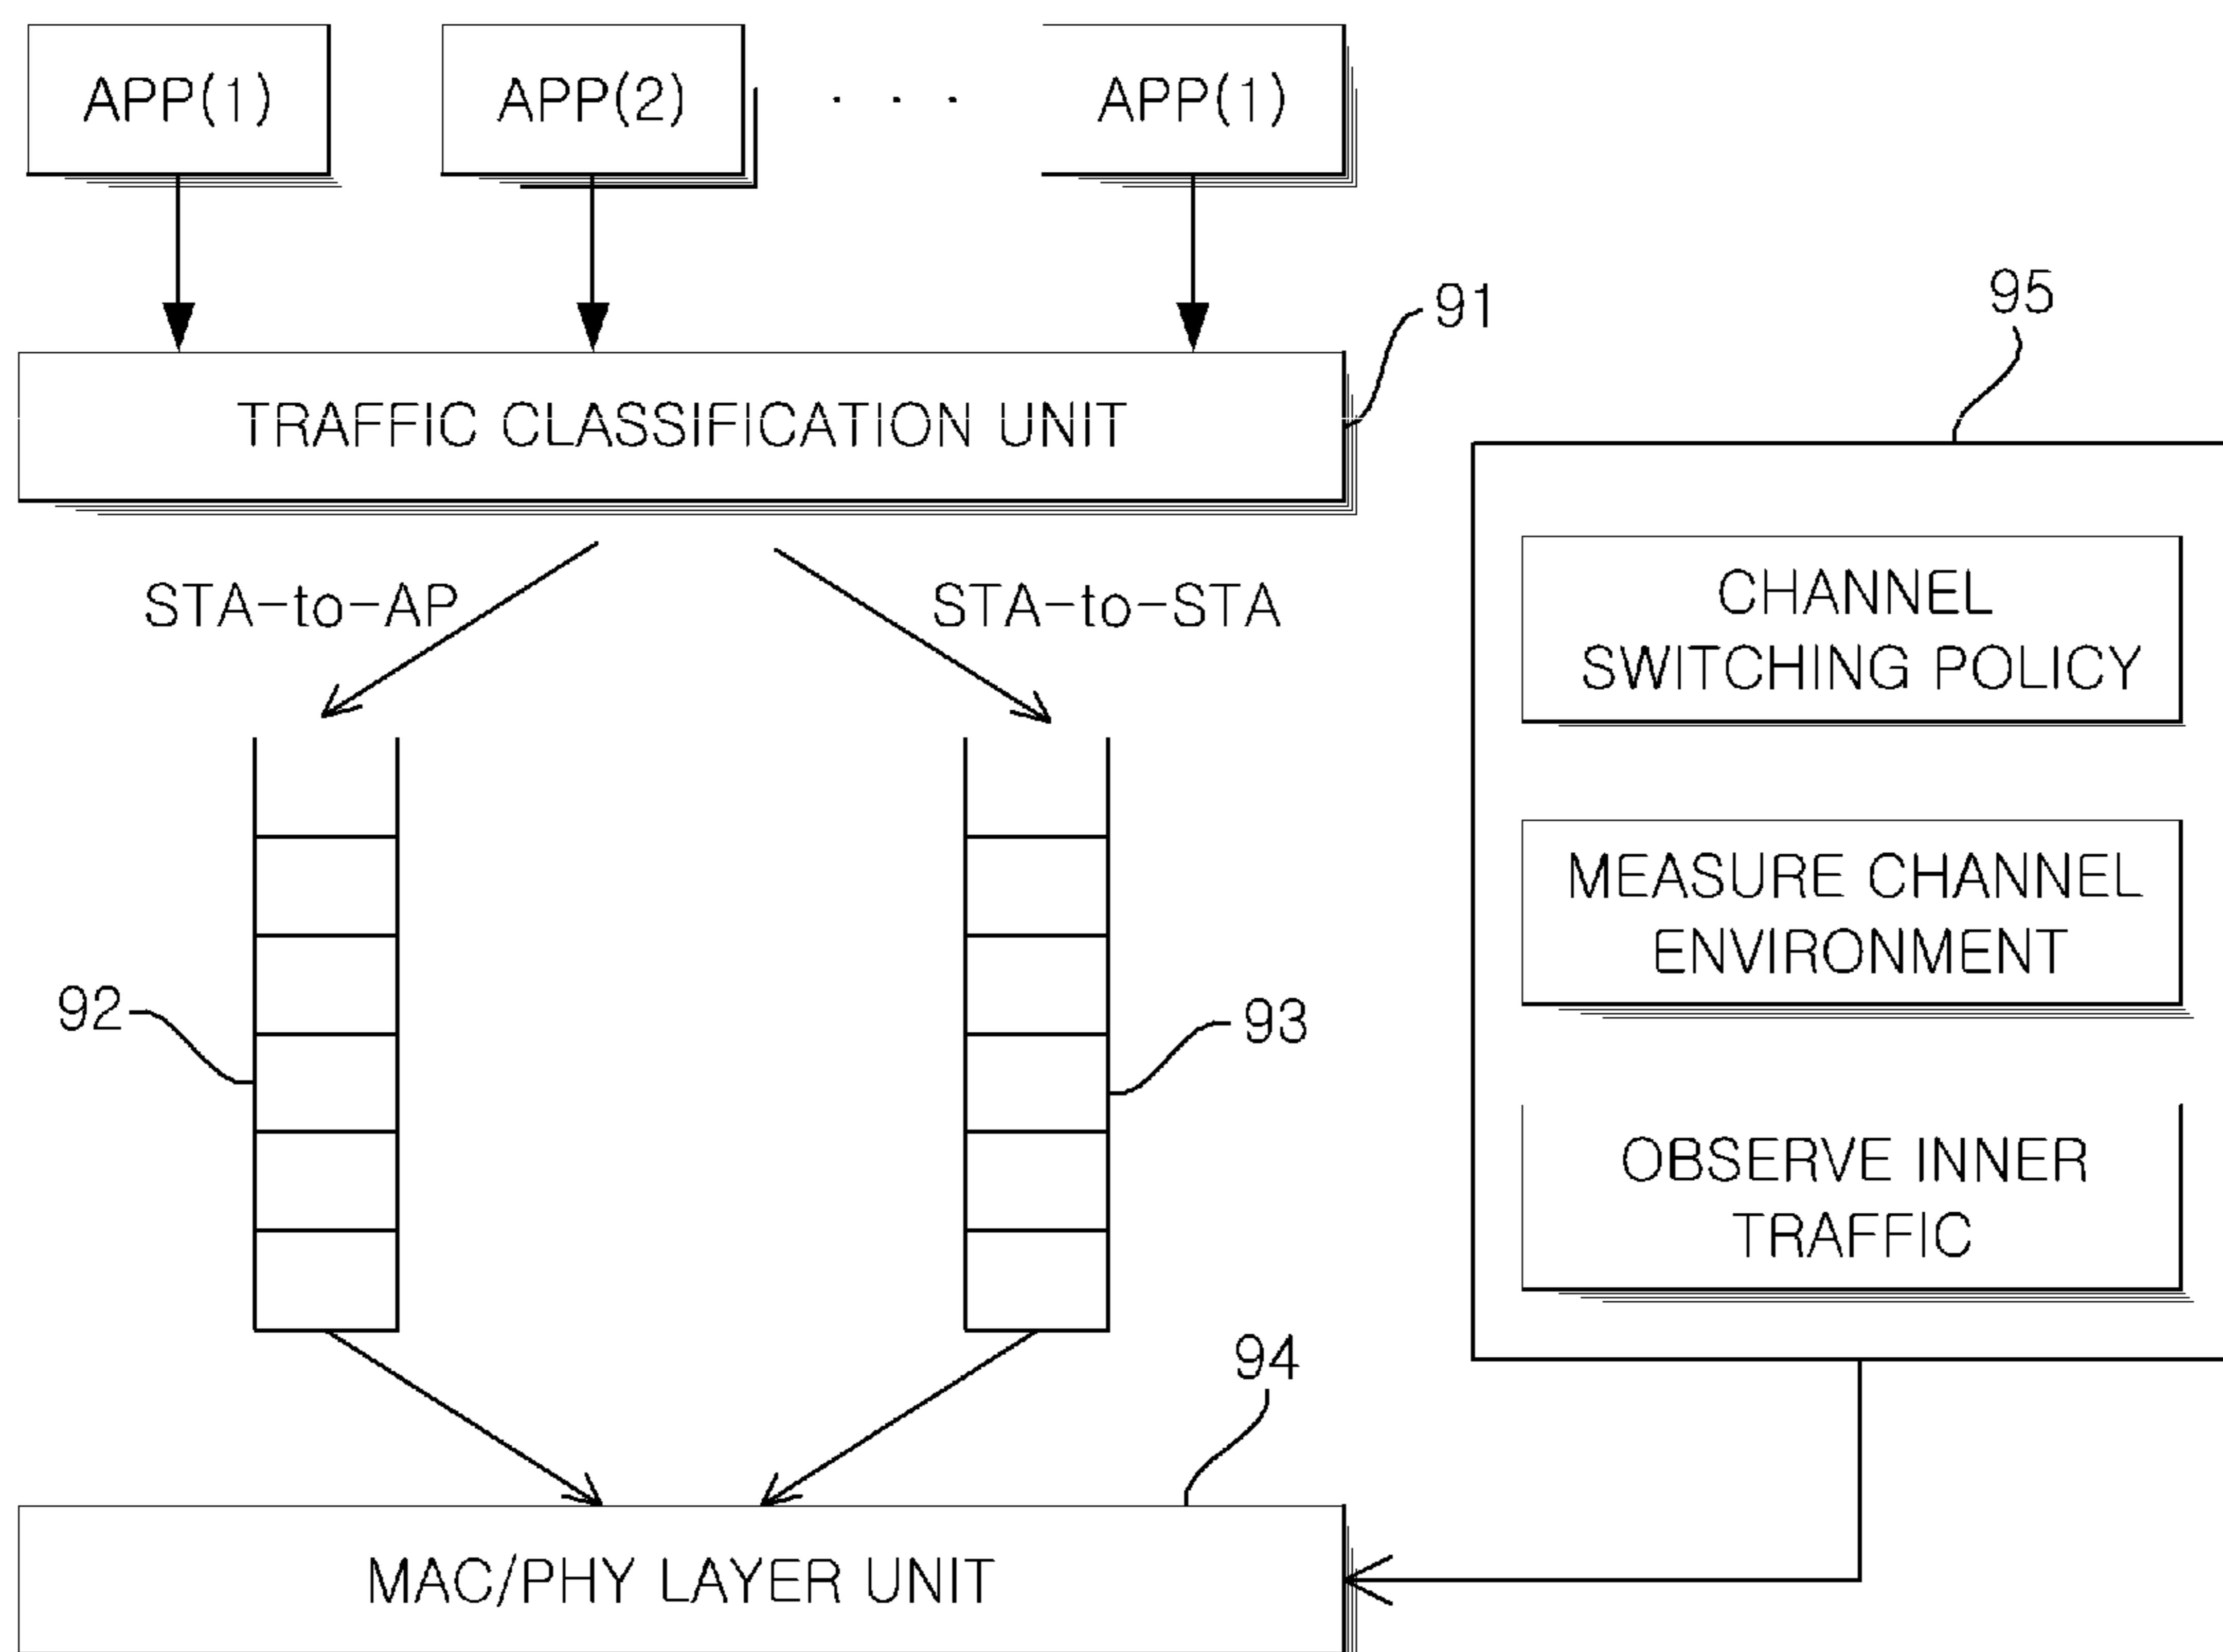 APP(1)
APP(2)
. . .
APP(1)
91
95
TRAFFIC CLASSIFICATION UNIT
STA-to-AP
STA-to-STA
CHANNEL
SWITCHING POLICY
MEASURE CHANNEL
ENVIRONMENT
92
93
OBSERVE INNER
TRAFFIC
94
MAC/PHY LAYER UNIT